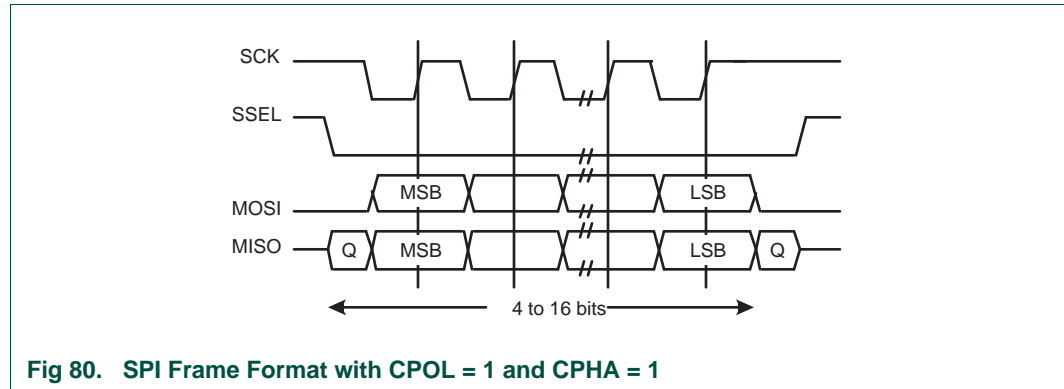 SCK
SSEL
MOSI MSB LSB
MISO Q MSB LSB Q
4 to 16 bits
Fig 80. SPI Frame Format with CPOL = 1 and CPHA = 1